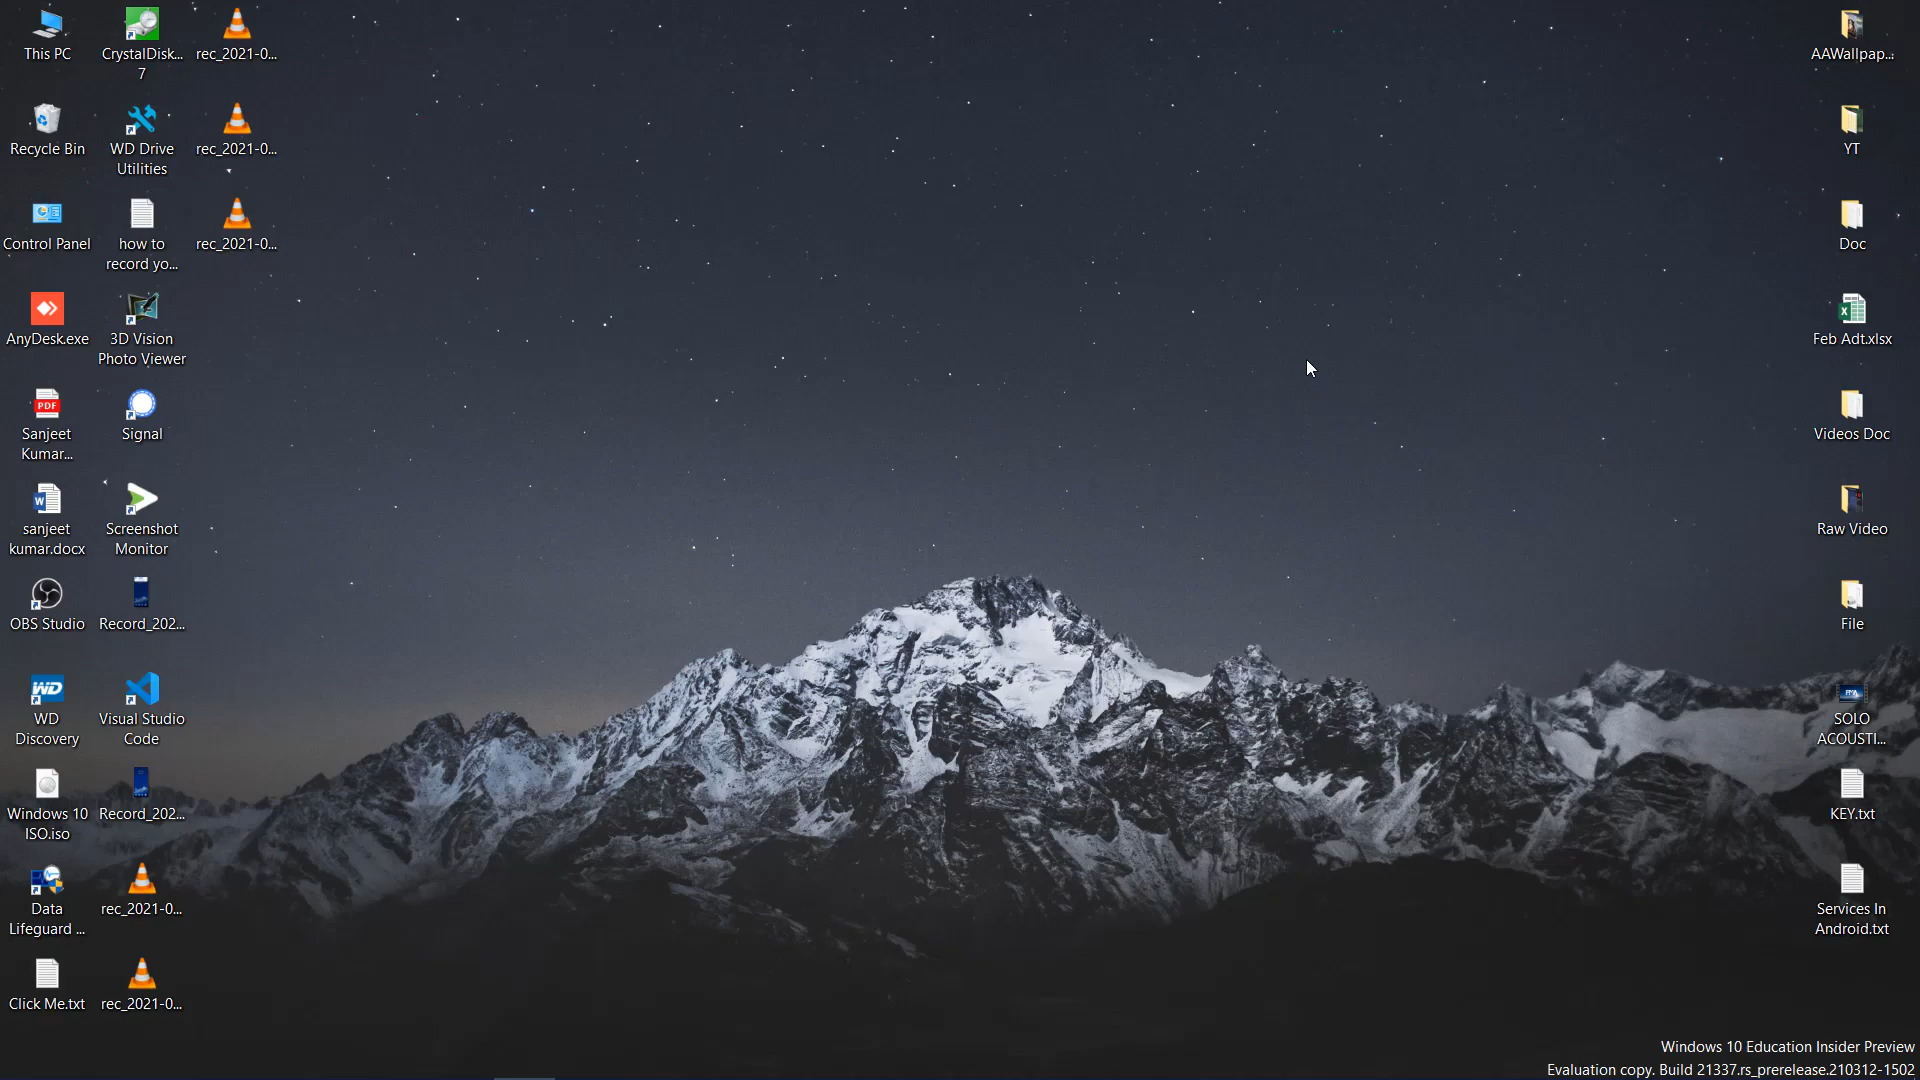 This PC
CrystalDisk...
7
rec_2021-0...
Recycle Bin
WD Drive
Utilities
rec_2021-0...
Control Panel
how to
record yo...
rec_2021-0...
AnyDesk.exe
3D Vision
Photo Viewer
PDF
Sanjeet
Kumar...
Signal
W
sanjeet
kumar.docx
Screenshot
Monitor
OBS Studio
Record_202...
WD
WD
Discovery
Visual Studio
Code
Windows 10
ISO.iso
Record_202...
Data
Lifeguard ...
rec_2021-0...
Click Me.txt
rec_2021-0...
AAWallpap...
YT
Doc
X
Feb Adt.xlsx
Videos Doc
Raw Video
File
SOLO
ACOUSTI...
KEY.txt
Services In
Android.txt
Windows 10 Education Insider Preview
Evaluation copy. Build 21337.rs_prerelease.210312-1502